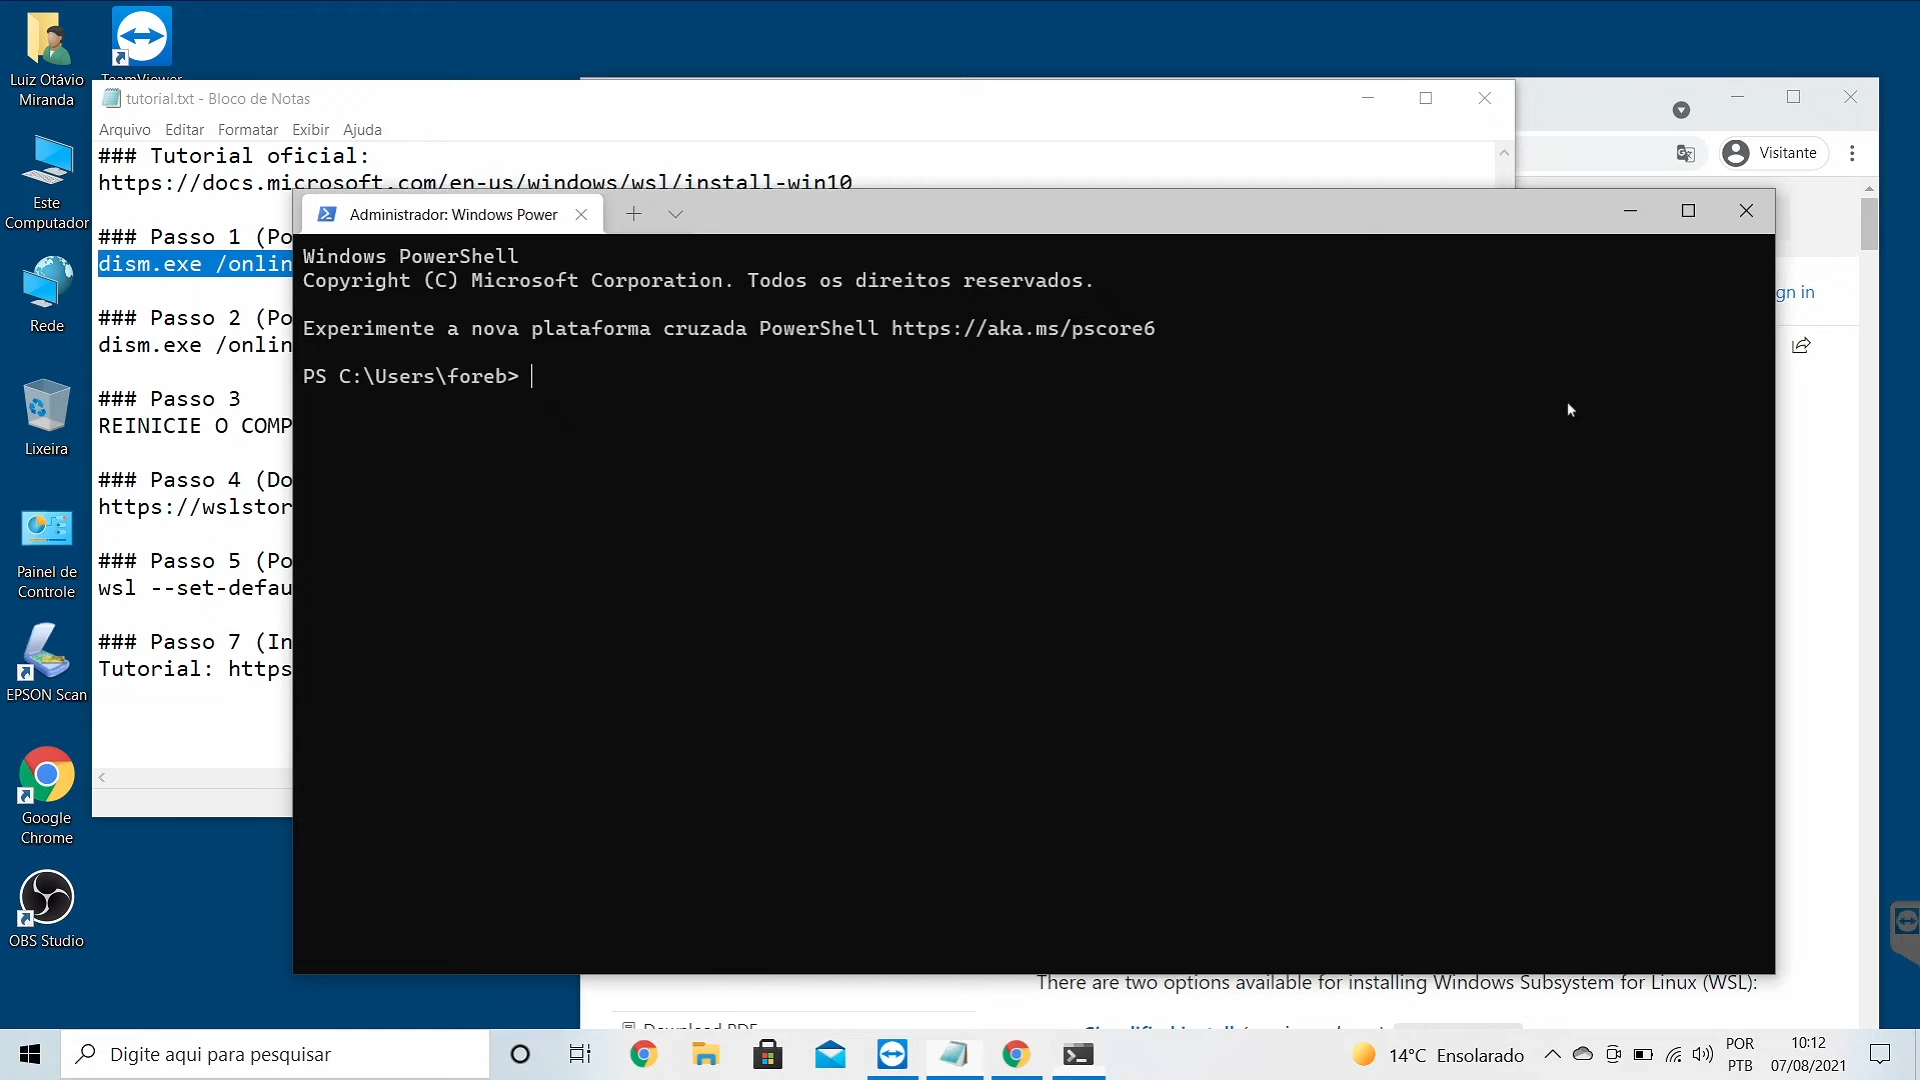 Luiz Otávio
Miranda
Este
Computador
Rede
Lixeira
Painel de
Controle
EPSON Scan
Google
Chrome
OBS Studio
TeamViewer
tutorial.txt - Bloco de Notas
Arquivo Editar Formatar Exibir Ajuda
### Tutorial oficial:
https://docs.microsoft.com/en-us/windows/wsl/install-win10
### Passo 1 (Po
dism.exe /onlin
### Passo 2 (Po
dism.exe /onlin
### Passo 3
REINICIE O COMP
### Passo 4 (Do
https://wslstor
### Passo 5 (Po
wsl --set-defau
### Passo 7 (In
Tutorial: https
Visitante
gn in
Administrador: Windows Power
Windows PowerShell
Copyright (C) Microsoft Corporation. Todos os direitos reservados.
Experimente a nova plataforma cruzada PowerShell https://aka.ms/pscore6
PS C:\Users\foreb>
There are two options available for installing Windows Subsystem for Linux (WSL):
Download PDF
Digite aqui para pesquisar
14°C Ensolarado
POR
PTB
10:12
07/08/2021